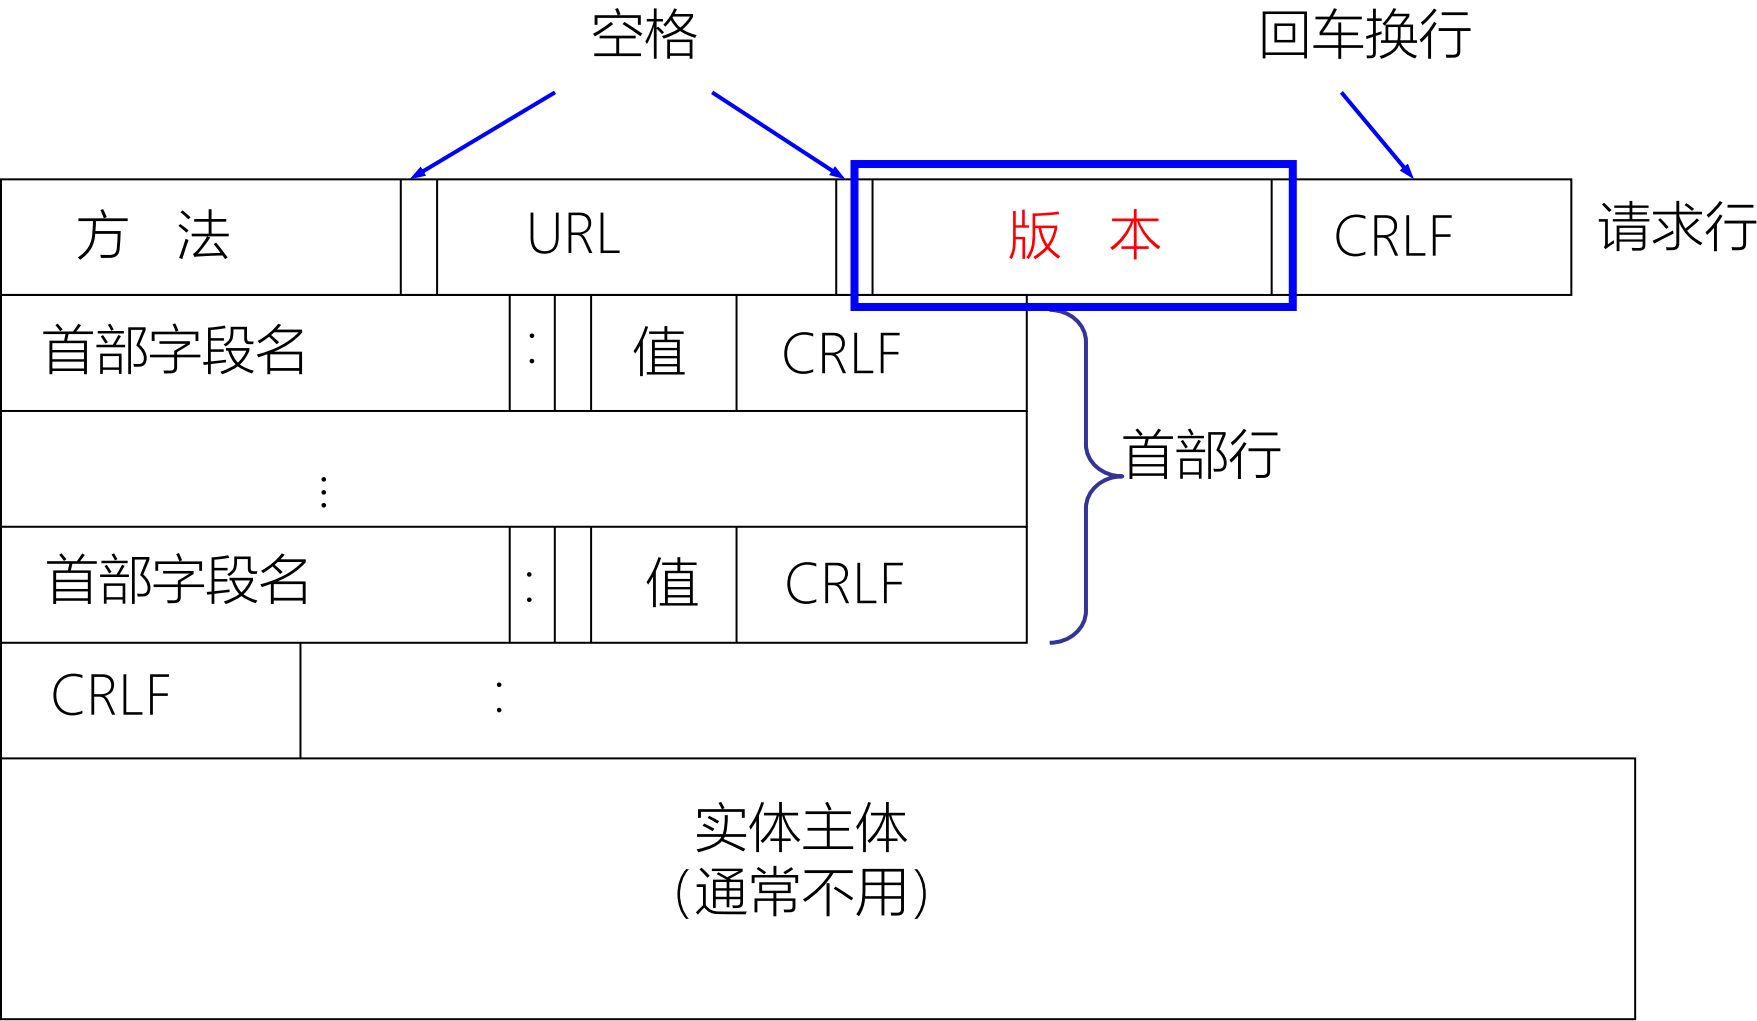 空格 回车换行
方 法 URL 版 本 CRLF 请求行
首部字段名 : 值 CRLF
首部行
⋮
首部字段名 : 值 CRLF
CRLF :
实体主体
(通常不用)